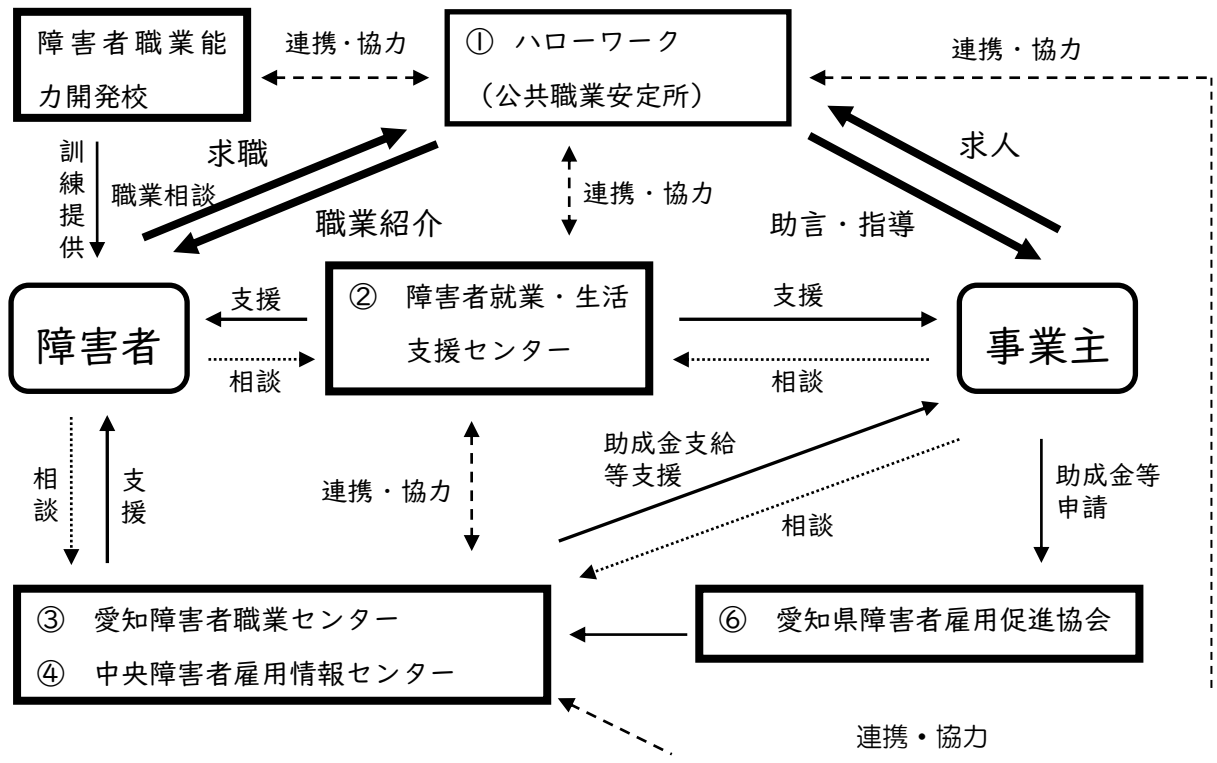 障害者職業能
力開発校
連携・協力
① ハローワーク
（公共職業安定所）
連携・協力
訓練提供
求職
職業相談
職業紹介
連携・協力
求人
助言・指導
障害者
支援
相談
② 障害者就業・生活
支援センター
支援
相談
事業主
相談
支援
連携・協力
助成金支給
等支援
相談
助成金等
申請
③ 愛知障害者職業センター
④ 中央障害者雇用情報センター
⑥ 愛知県障害者雇用促進協会
連携・協力